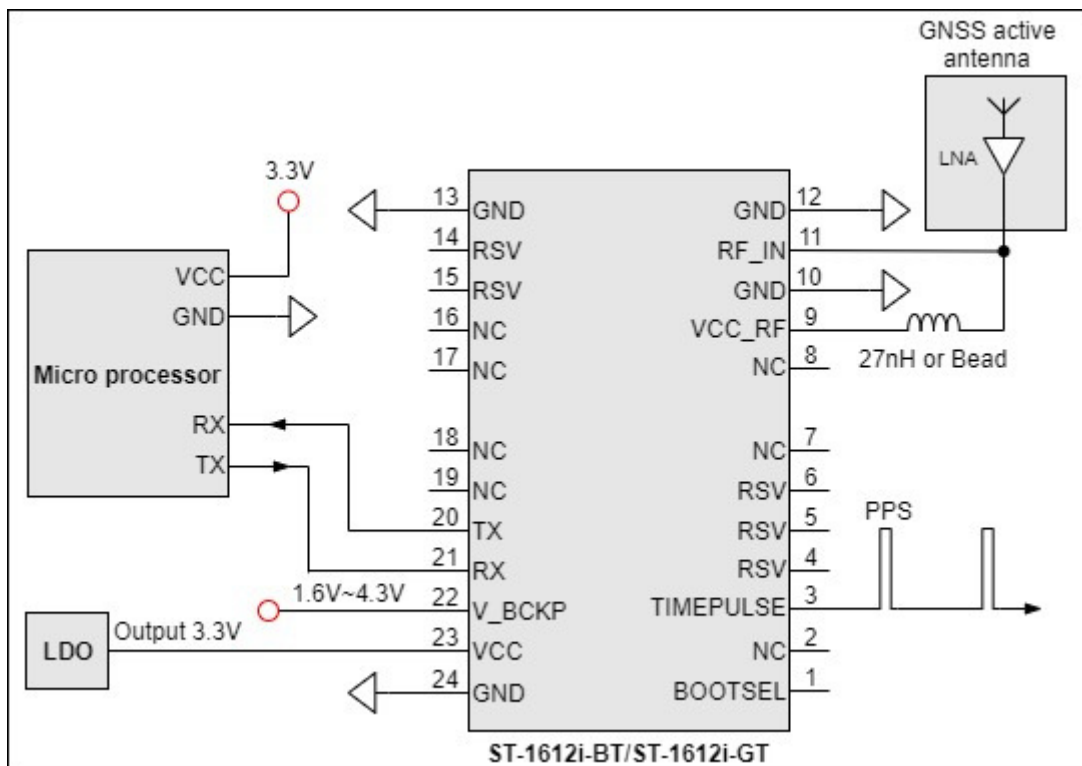 GNSS active
antenna
LNA
3.3V
VCC
GND
Micro processor
RX
TX
13 GND
14 RSV
15 RSV
16 NC
17 NC
18 NC
19 NC
20 TX
21 RX
1.6V~4.3V
22 V_BCKP
LDO
Output 3.3V
23 VCC
24 GND
GND 12
RF_IN 11
GND 10
VCC_RF 9
27nH or Bead
NC 8
NC 7
RSV 6
RSV 5
RSV 4
PPS
TIMEPULSE 3
NC 2
BOOTSEL 1
ST-1612i-BT/ST-1612i-GT